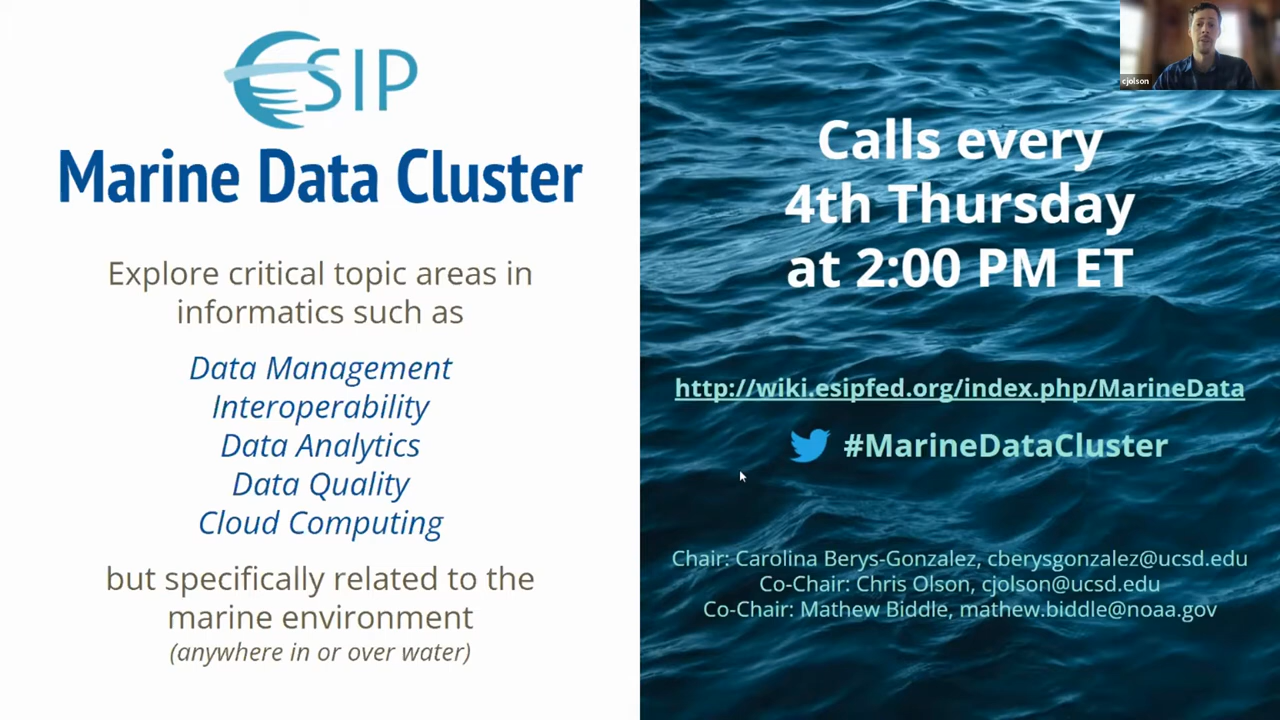 ESIP
Marine Data Cluster
Explore critical topic areas in
informatics such as
Data Management
Interoperability
Data Analytics
Data Quality
Cloud Computing
but specifically related to the
marine environment
(anywhere in or over water)
cjolson
Calls every
4th Thursday
at 2:00 PM ET
http://wiki.esipfed.org/index.php/MarineData
#MarineDataCluster
Chair: Carolina Berys-Gonzalez, cberysgonzalez@ucsd.edu
Co-Chair: Chris Olson, cjolson@ucsd.edu
Co-Chair: Mathew Biddle, mathew.biddle@noaa.gov